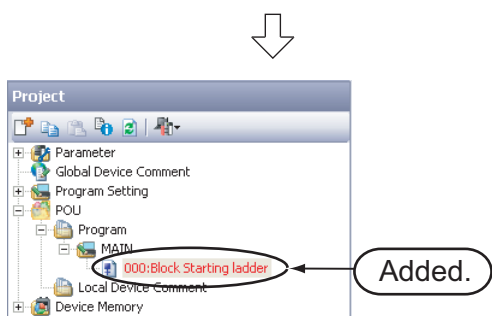 Project
Parameter
Global Device Comment
Program Setting
POU
Program
MAIN
000:Block Starting ladder
Added.
Local Device Comment
Device Memory